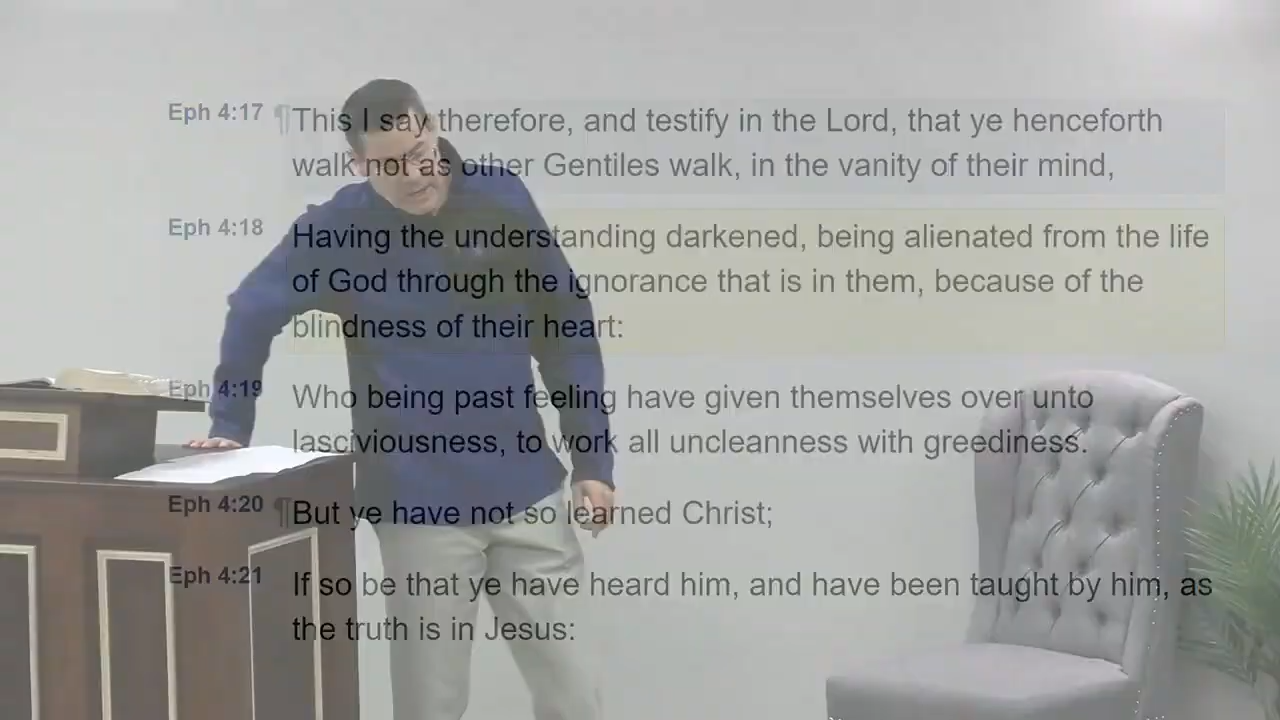 Eph 4:17 ¶This I say therefore, and testify in the Lord, that ye henceforth
walk not as other Gentiles walk, in the vanity of their mind,
Eph 4:18 Having the understanding darkened, being alienated from the life
of God through the ignorance that is in them, because of the
blindness of their heart:
Eph 4:19 Who being past feeling have given themselves over unto
lasciviousness, to work all uncleanness with greediness.
Eph 4:20 ¶But ye have not so learned Christ;
Eph 4:21 If so be that ye have heard him, and have been taught by him, as
the truth is in Jesus: